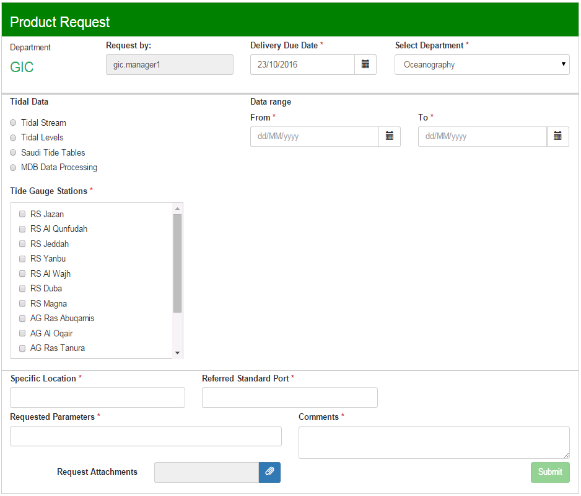 Product Request
Department
GIC
Request by:
gic.manager1
Delivery Due Date *
23/10/2016
Select Department *
Oceanography
Tidal Data
Tidal Stream
Tidal Levels
Saudi Tide Tables
MDB Data Processing
Data range
From *
dd/MM/yyyy
To *
dd/MM/yyyy
Tide Gauge Stations *
RS Jazan
RS Al Qunfudah
RS Jeddah
RS Yanbu
RS Al Wajh
RS Duba
RS Magna
AG Ras Abuqamis
AG Al Oqair
AG Ras Tanura
Specific Location *
Referred Standard Port *
Requested Parameters *
Comments *
Request Attachments
Submit